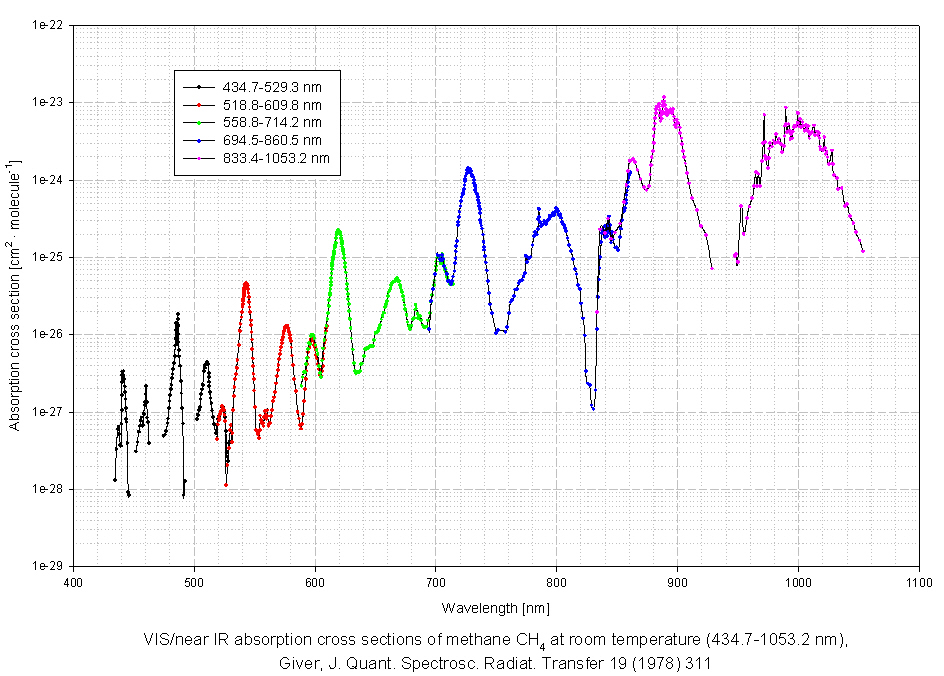 1e-22
1e-23
1e-24
1e-25
1e-26
1e-27
1e-28
1e-29
Absorption cross section [cm² · molecule⁻¹]
434.7-529.3 nm
518.8-609.8 nm
558.8-714.2 nm
694.5-860.5 nm
833.4-1053.2 nm
400 500 600 700 800 900 1000 1100
Wavelength [nm]
VIS/near IR absorption cross sections of methane CH₄ at room temperature (434.7-1053.2 nm),
Giver, J. Quant. Spectrosc. Radiat. Transfer 19 (1978) 311